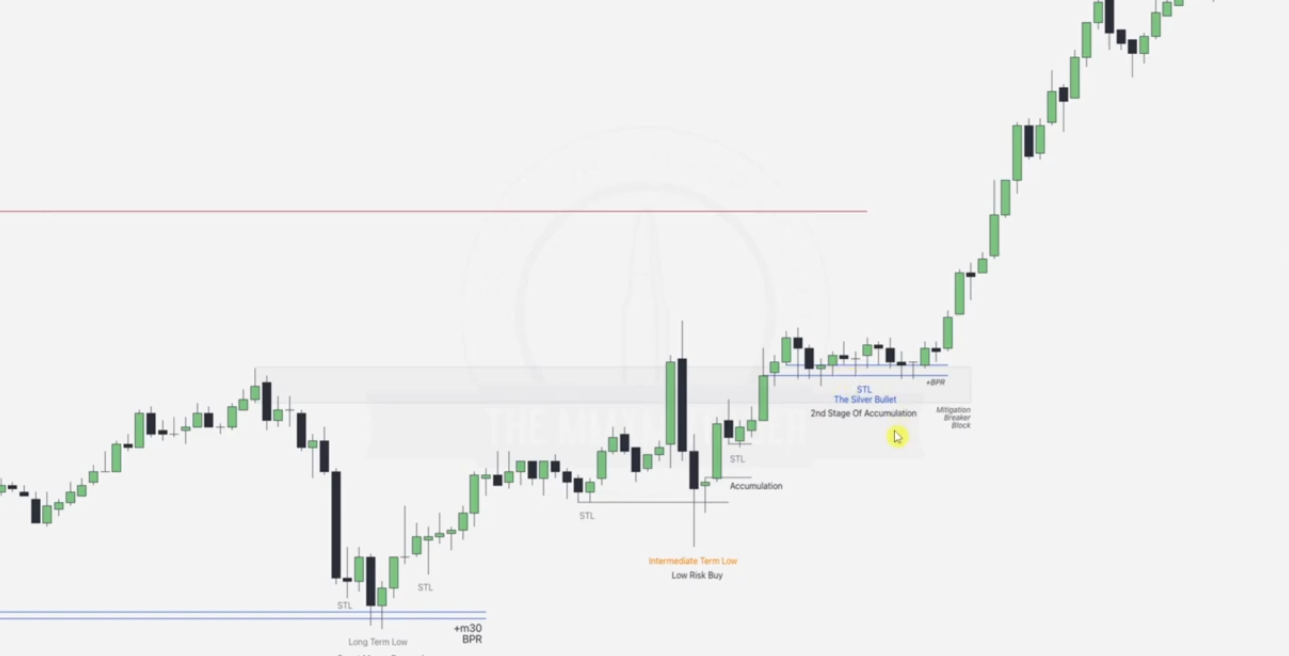 THE M
STL
The Silver Bullet
+BPR
2nd Stage Of Accumulation
Mitigation
Breaker
Block
STL
Accumulation
STL
Intermediate Term Low
Low Risk Buy
STL
STL
+m30
BPR
Long Term Low